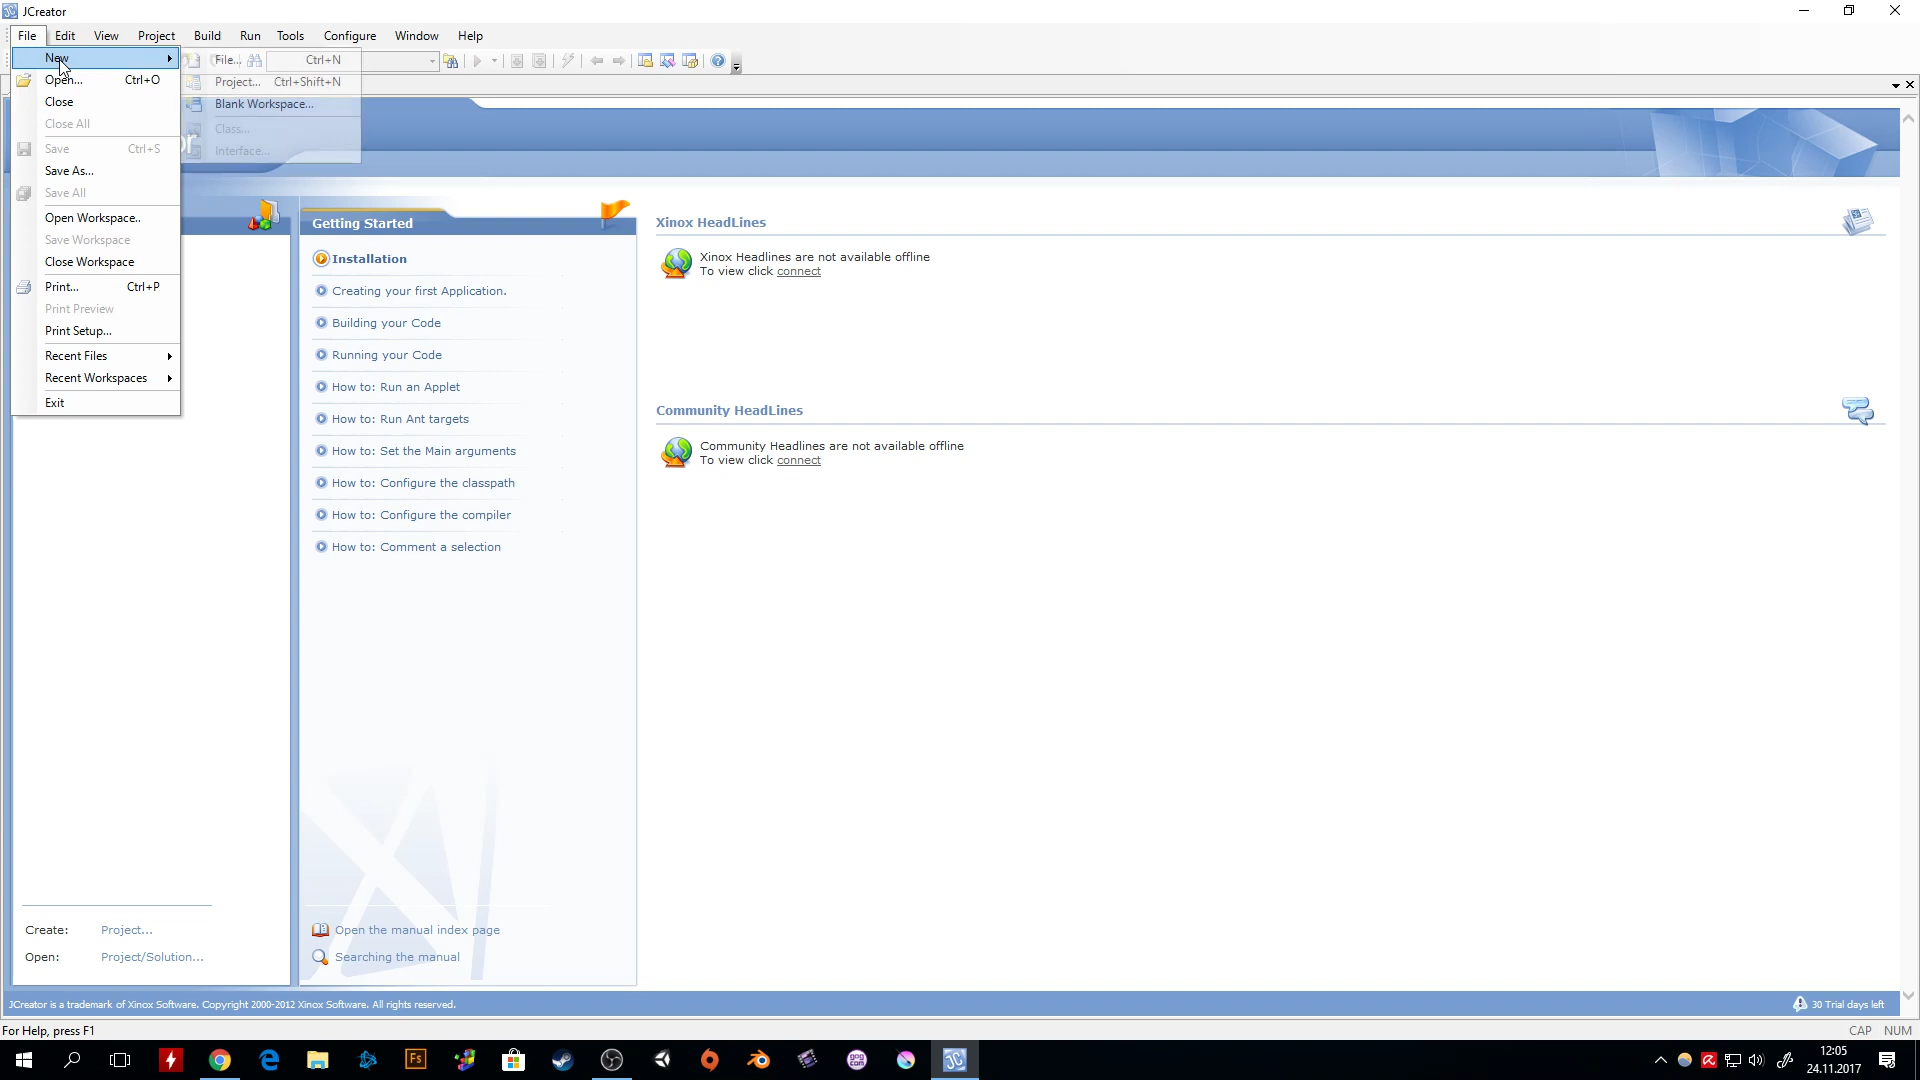 JCreator
File Edit View Project Build Run Tools Configure Window Help
New
Open... Ctrl+O
Close
Close All
Save Ctrl+S
Save As...
Save All
Open Workspace..
Save Workspace
Close Workspace
Print... Ctrl+P
Print Preview
Print Setup...
Recent Files
Recent Workspaces
Exit
File... Ctrl+N
Project... Ctrl+Shift+N
Blank Workspace...
Class...
Interface...
Getting Started
Installation
Creating your first Application.
Building your Code
Running your Code
How to: Run an Applet
How to: Run Ant targets
How to: Set the Main arguments
How to: Configure the classpath
How to: Configure the compiler
How to: Comment a selection
Open the manual index page
Searching the manual
Xinox HeadLines
Xinox Headlines are not available offline
To view click connect
Community HeadLines
Community Headlines are not available offline
To view click connect
Create: Project...
Open: Project/Solution...
JCreator is a trademark of Xinox Software. Copyright 2000-2012 Xinox Software. All rights reserved.
30 Trial days left
For Help, press F1
CAP NUM
Fs
JC
12:05
24.11.2017